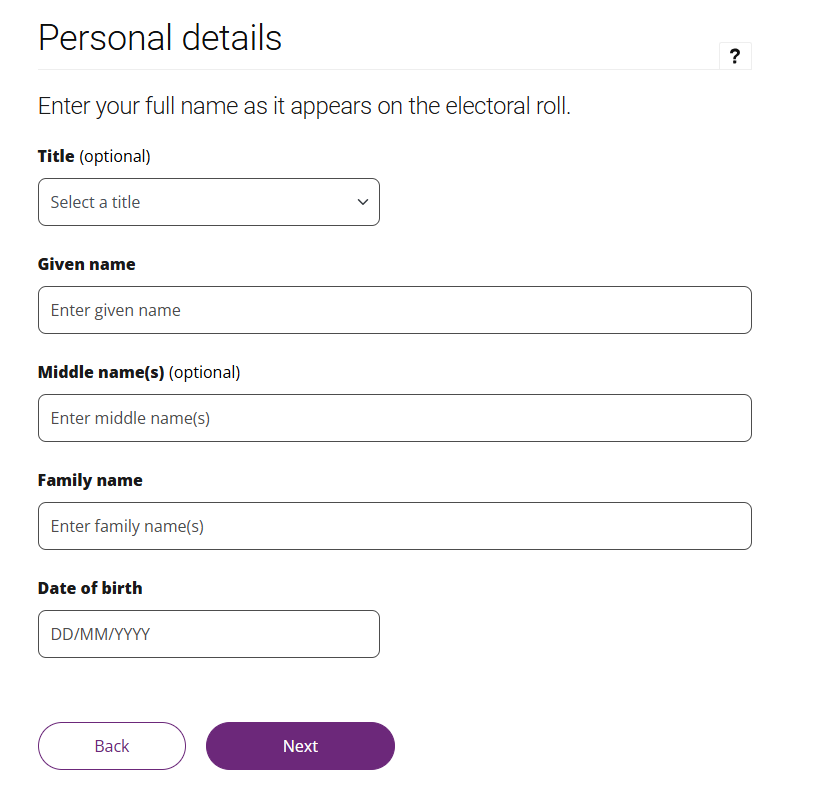 Personal details
?
Enter your full name as it appears on the electoral roll.
Title (optional)
Select a title
Given name
Enter given name
Middle name(s) (optional)
Enter middle name(s)
Family name
Enter family name(s)
Date of birth
DD/MM/YYYY
Back
Next